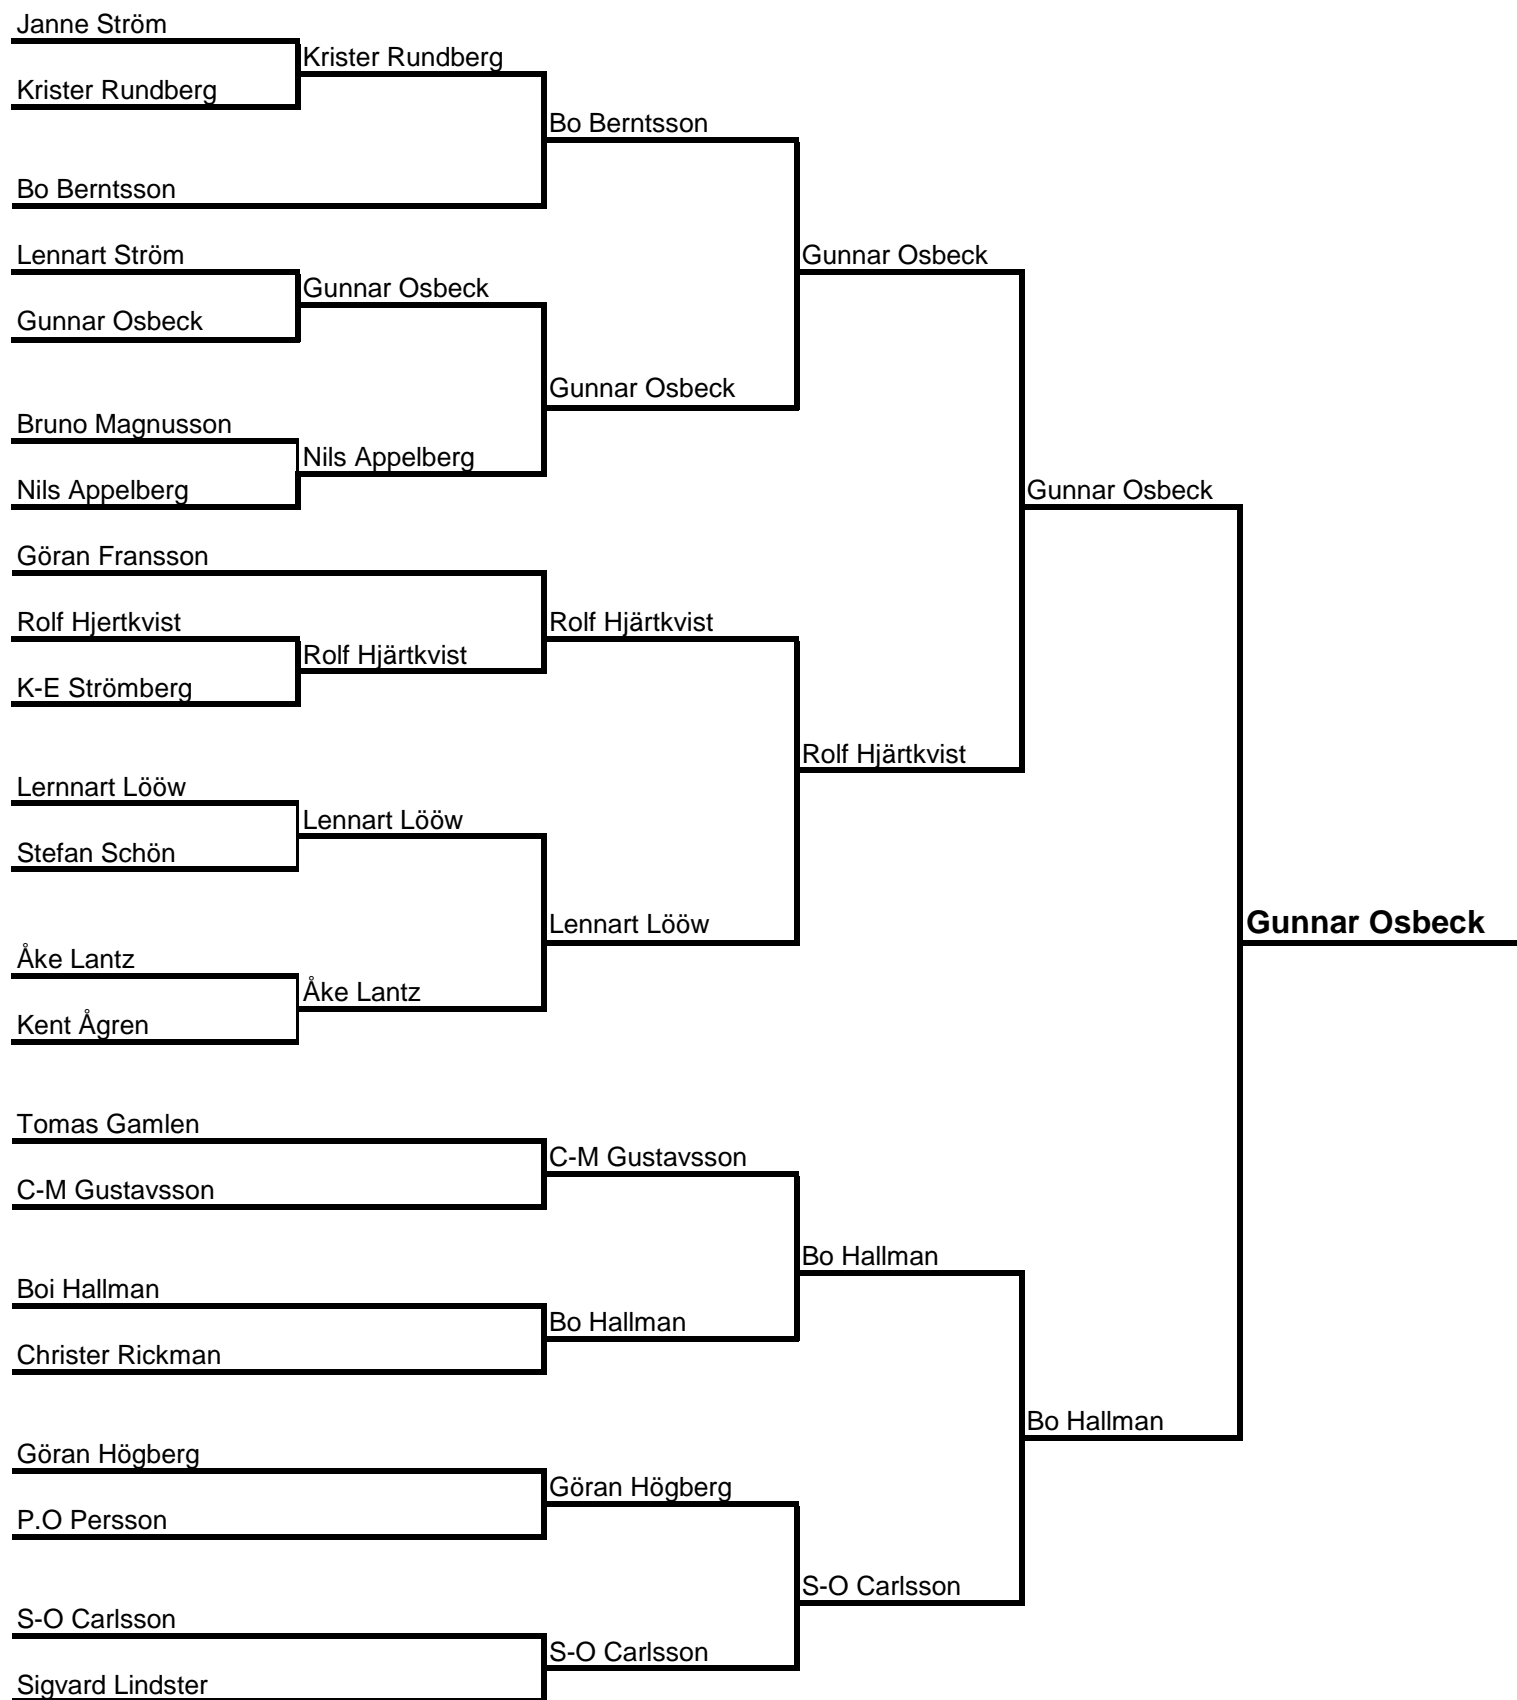 Janne Ström
Krister Rundberg
Krister Rundberg
Bo Berntsson
Bo Berntsson
Lennart Ström
Gunnar Osbeck
Gunnar Osbeck
Gunnar Osbeck
Gunnar Osbeck
Bruno Magnusson
Nils Appelberg
Nils Appelberg
Gunnar Osbeck
Göran Fransson
Rolf Hjertkvist
Rolf Hjärtkvist
Rolf Hjärtkvist
K-E Strömberg
Rolf Hjärtkvist
Lernnart Lööw
Lennart Lööw
Stefan Schön
Lennart Lööw
Gunnar Osbeck
Åke Lantz
Åke Lantz
Kent Ågren
Tomas Gamlen
C-M Gustavsson
C-M Gustavsson
Bo Hallman
Boi Hallman
Bo Hallman
Christer Rickman
Bo Hallman
Göran Högberg
Göran Högberg
P.O Persson
S-O Carlsson
S-O Carlsson
S-O Carlsson
Sigvard Lindster